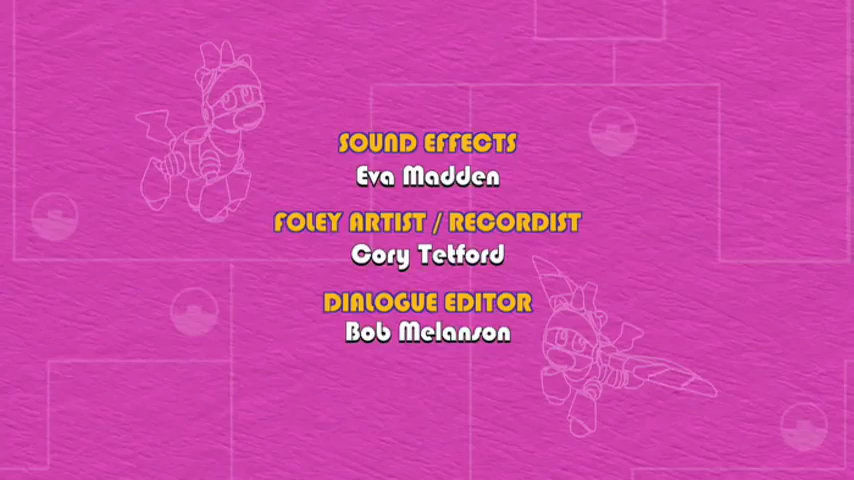 SOUND EFFECTS
Eva Madden
FOLEY ARTIST / RECORDIST
Cory Tetford
DIALOGUE EDITOR
Bob Melanson